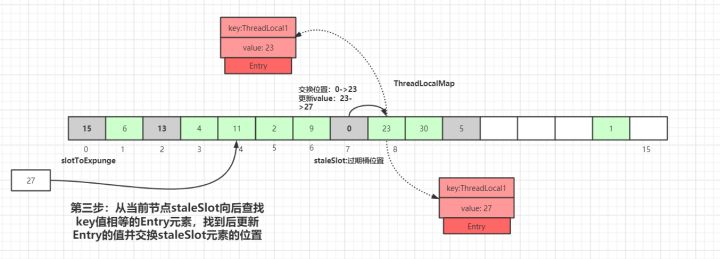 key:ThreadLocal1
value: 23
Entry
ThreadLocalMap
交换位置：0->23
更新value：23-
>27
15 6 13 4 11 2 9 0 23 30 5 1
0 1 2 3 4 5 6 7 8 15
slotToExpunge
staleSlot:过期桶位置
27
key:ThreadLocal1
value: 27
Entry
第三步：从当前节点staleSlot向后查找
key值相等的Entry元素，找到后更新
Entry的值并交换staleSlot元素的位置